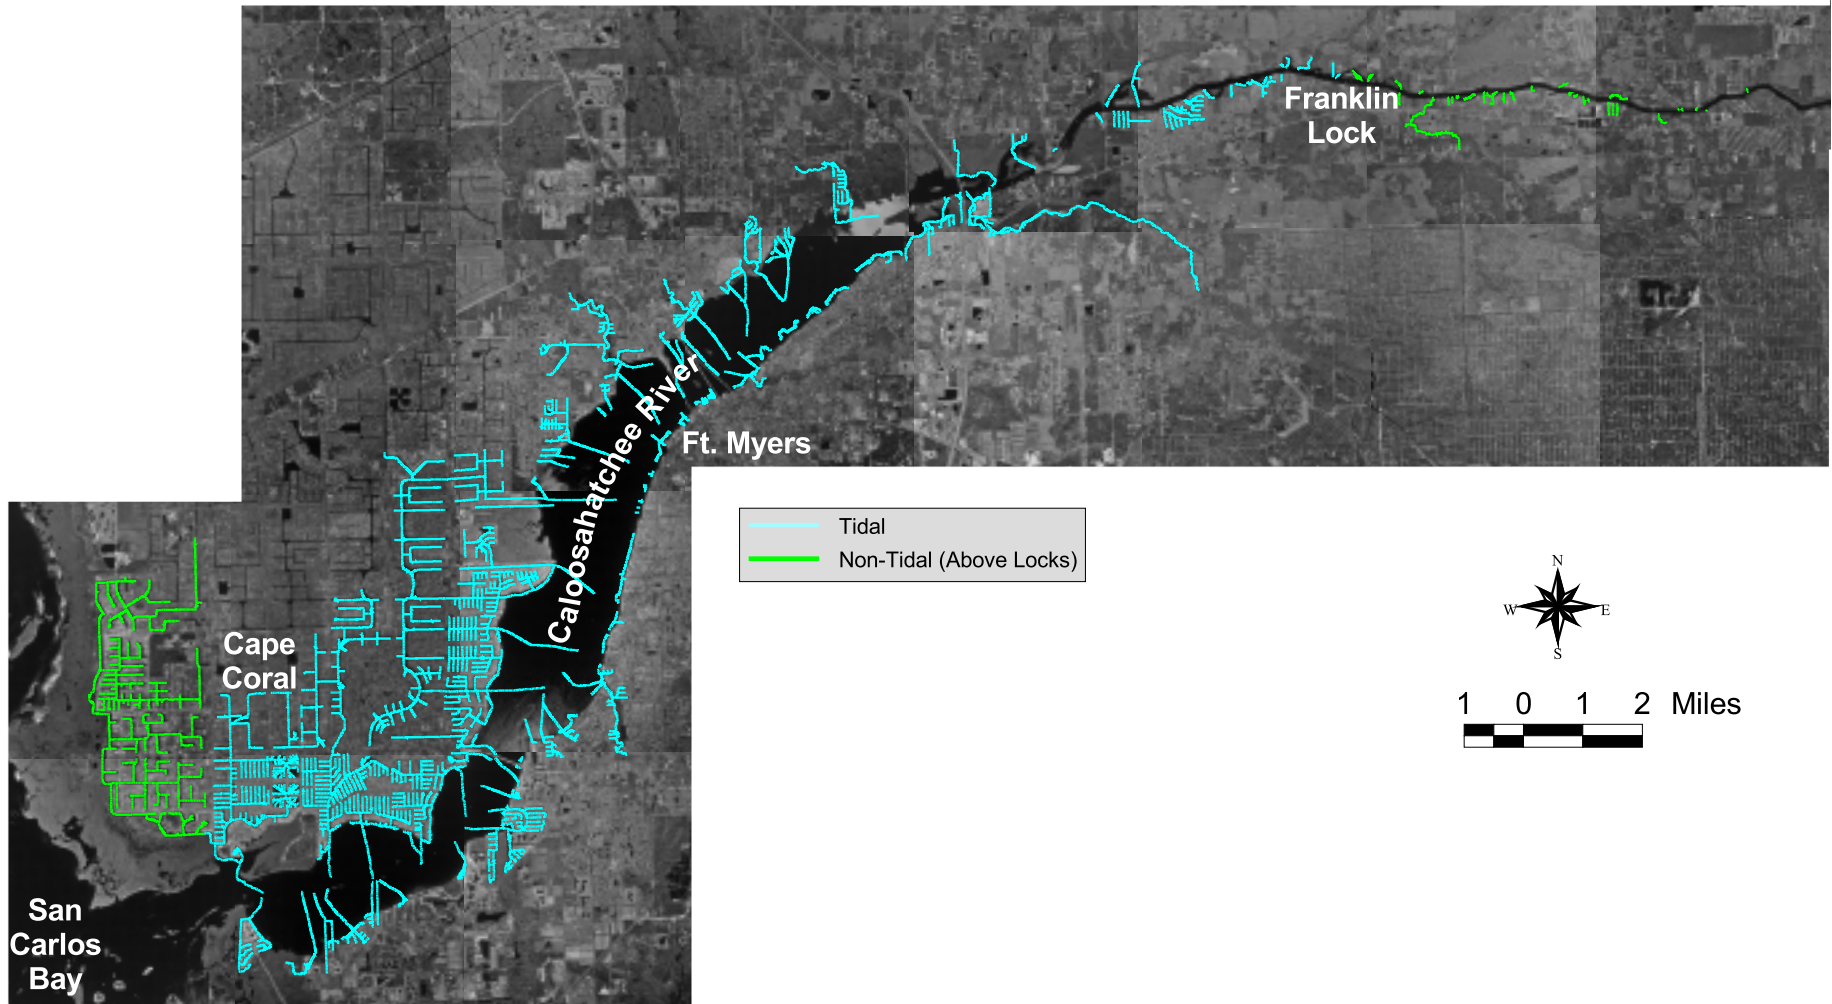 Franklin
Lock
Caloosahatchee River
Ft. Myers
Tidal
Non-Tidal (Above Locks)
Cape
Coral
N
W E
S
1 0 1 2 Miles
San
Carlos
Bay